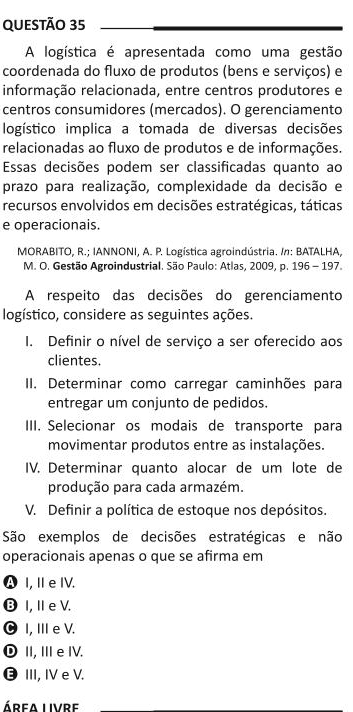 QUESTÃO 35
A logística é apresentada como uma gestão
coordenada do fluxo de produtos (bens e serviços) e
informação relacionada, entre centros produtores e
centros consumidores (mercados). O gerenciamento
logístico implica a tomada de diversas decisões
relacionadas ao fluxo de produtos e de informações.
Essas decisões podem ser classificadas quanto ao
prazo para realização, complexidade da decisão e
recursos envolvidos em decisões estratégicas, táticas
e operacionais.
MORABITO, R.; IANNONI, A. P. Logística agroindústria. In: BATALHA,
M. O. Gestão Agroindustrial. São Paulo: Atlas, 2009, p. 196 – 197.
A respeito das decisões do gerenciamento
logístico, considere as seguintes ações.
I. Definir o nível de serviço a ser oferecido aos
clientes.
II. Determinar como carregar caminhões para
entregar um conjunto de pedidos.
III. Selecionar os modais de transporte para
movimentar produtos entre as instalações.
IV. Determinar quanto alocar de um lote de
produção para cada armazém.
V. Definir a política de estoque nos depósitos.
São exemplos de decisões estratégicas e não
operacionais apenas o que se afirma em
A I, II e IV.
B I, II e V.
C I, III e V.
D II, III e IV.
E III, IV e V.
ÁREA LIVRE